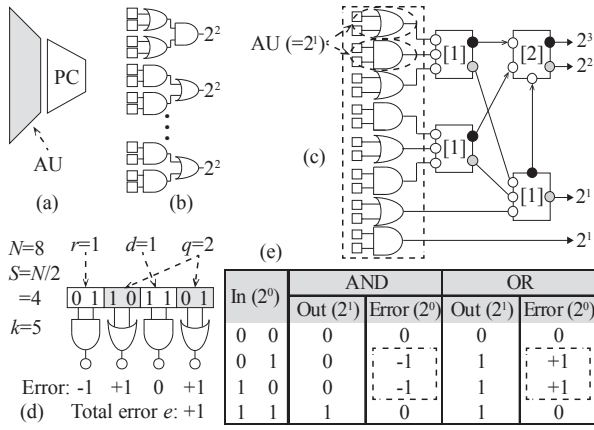 PC
AU
(a)
2²
2²
2²
(b)
AU (=2¹)
[1]
[2]
2³
2²
[1]
(c)
[1]
2¹
2¹
N=8
r=1
d=1
q=2
S=N/2
=4
0 1 1 0 1 1 0 1
k=5
Error: -1 +1 0 +1
(d) Total error e: +1
(e)
In (2⁰) AND OR
Out (2¹) Error (2⁰) Out (2¹) Error (2⁰)
0 0 0 0 0 0
0 1 0 -1 1 +1
1 0 0 -1 1 +1
1 1 1 0 1 0